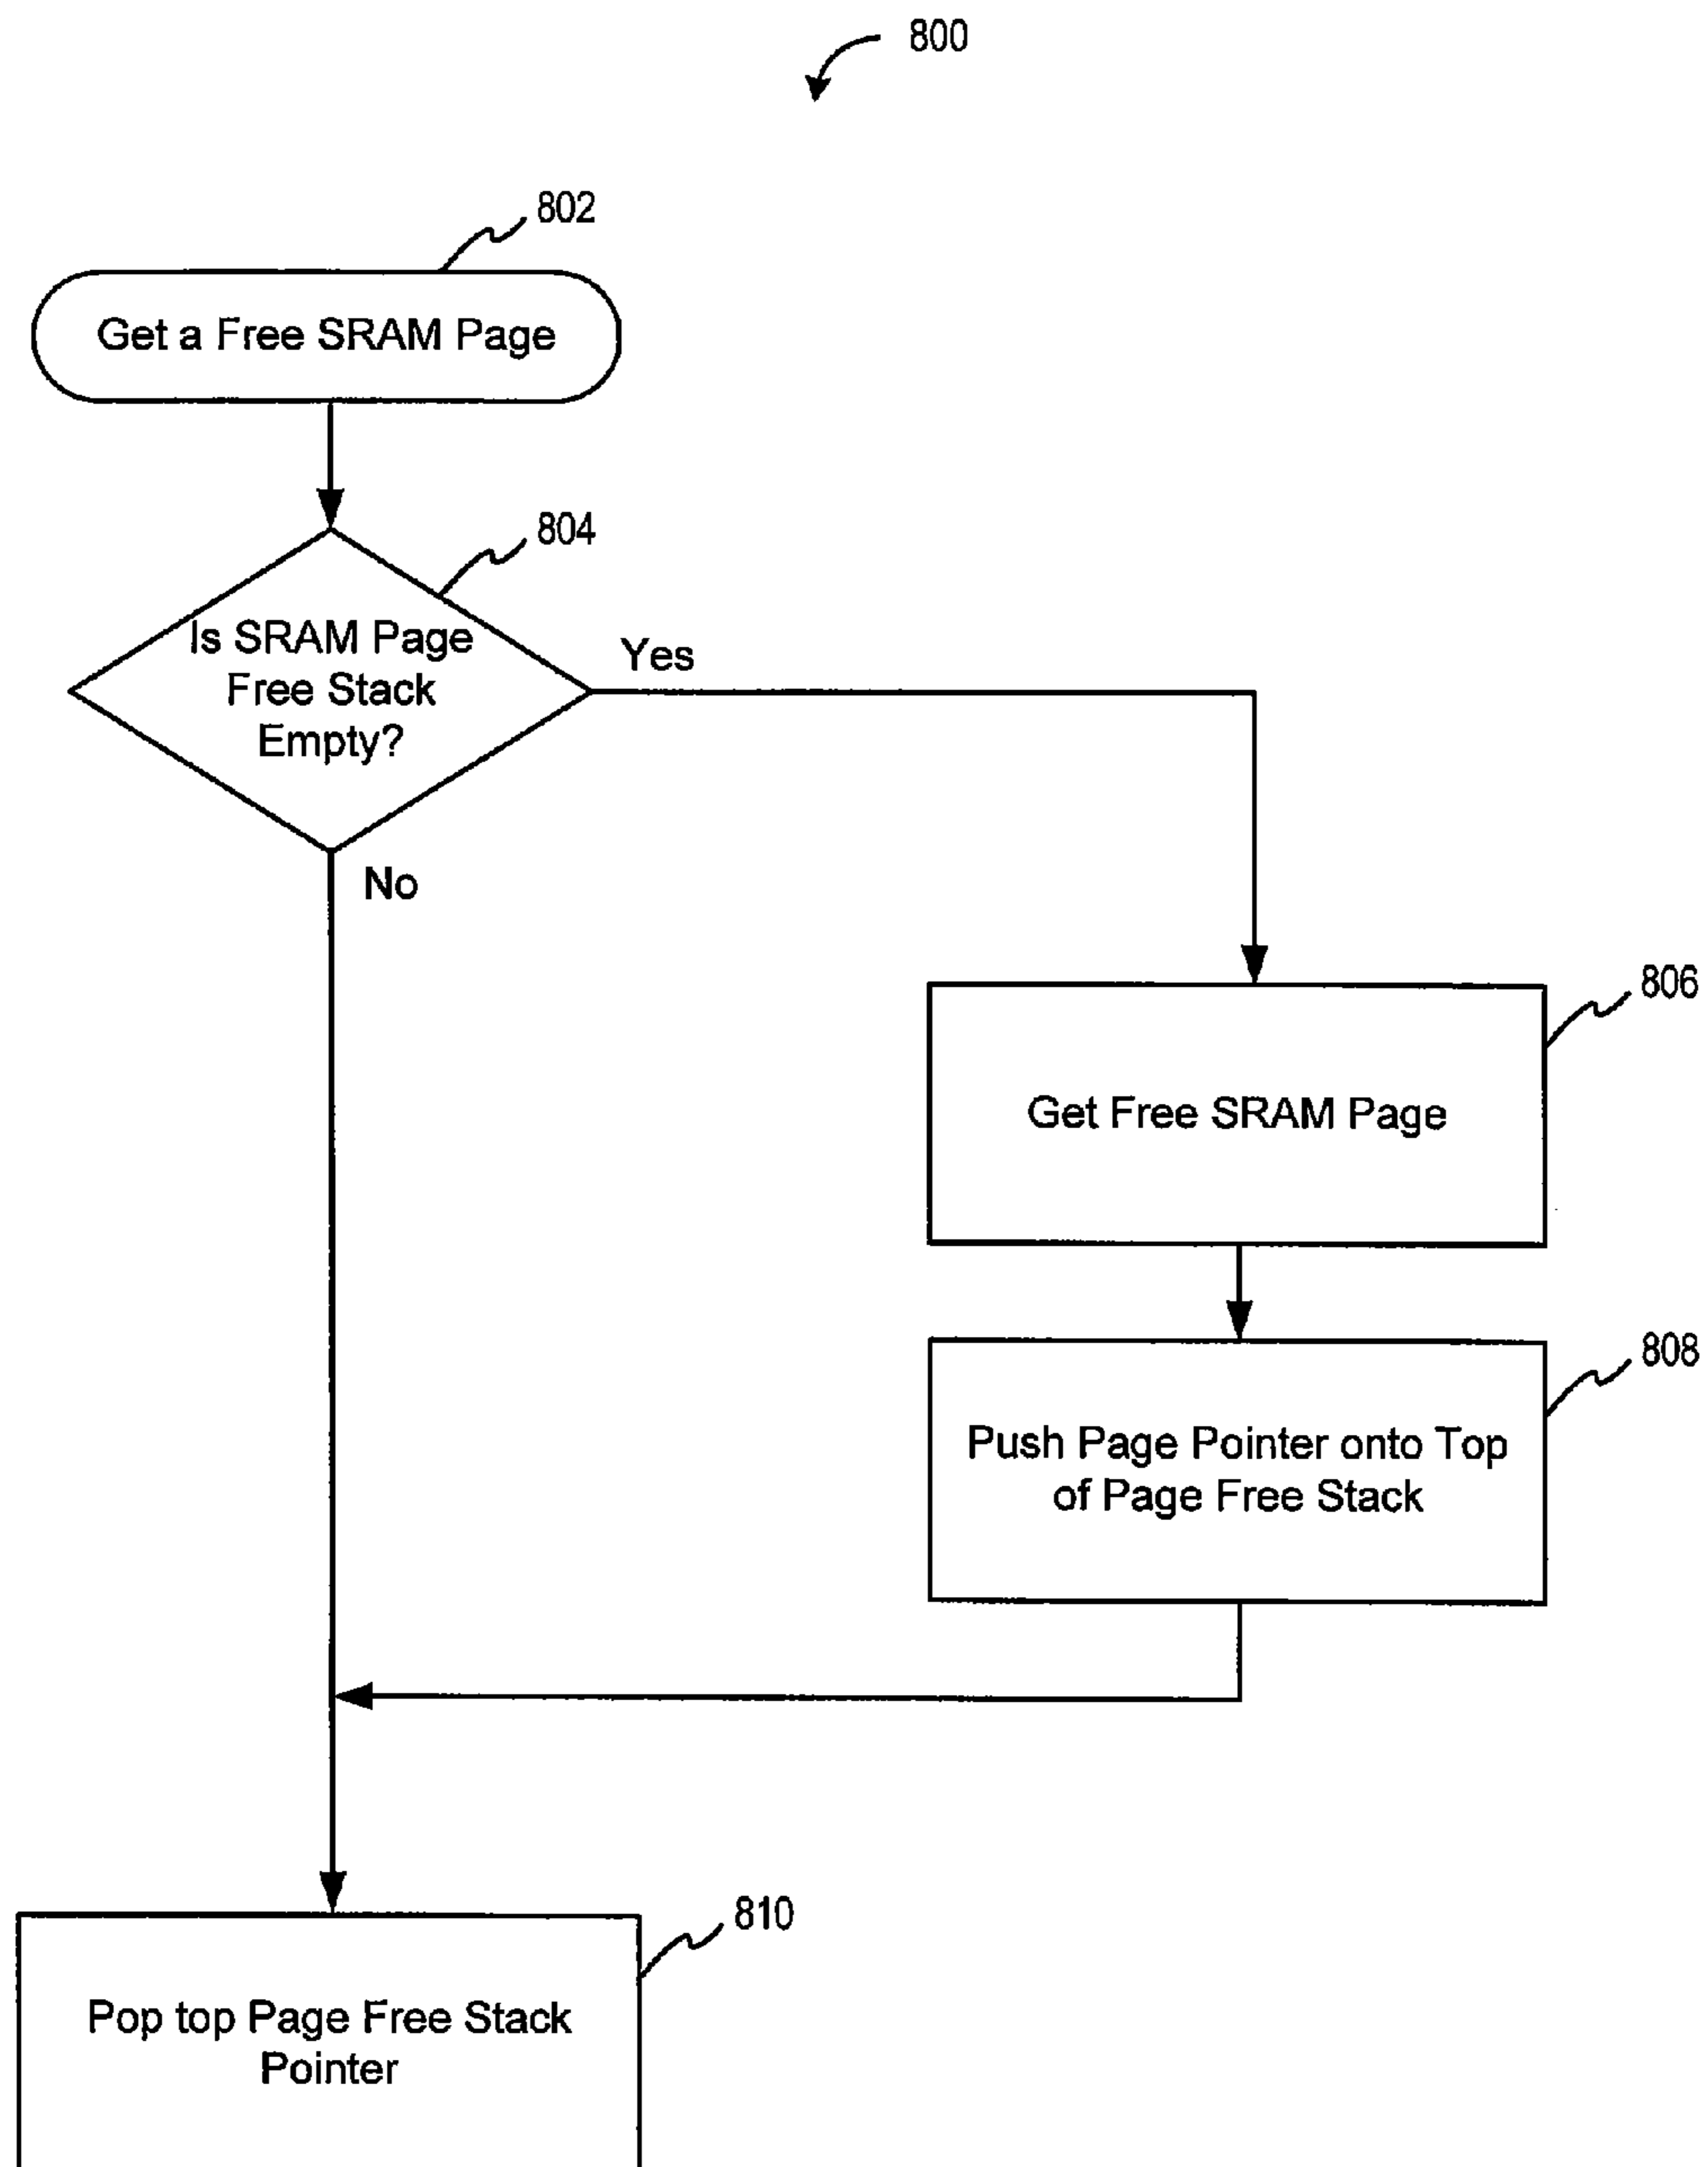 800
802
Get a Free SRAM Page
804
Is SRAM Page
Free Stack
Empty?
Yes
No
806
Get Free SRAM Page
808
Push Page Pointer onto Top
of Page Free Stack
810
Pop top Page Free Stack
Pointer